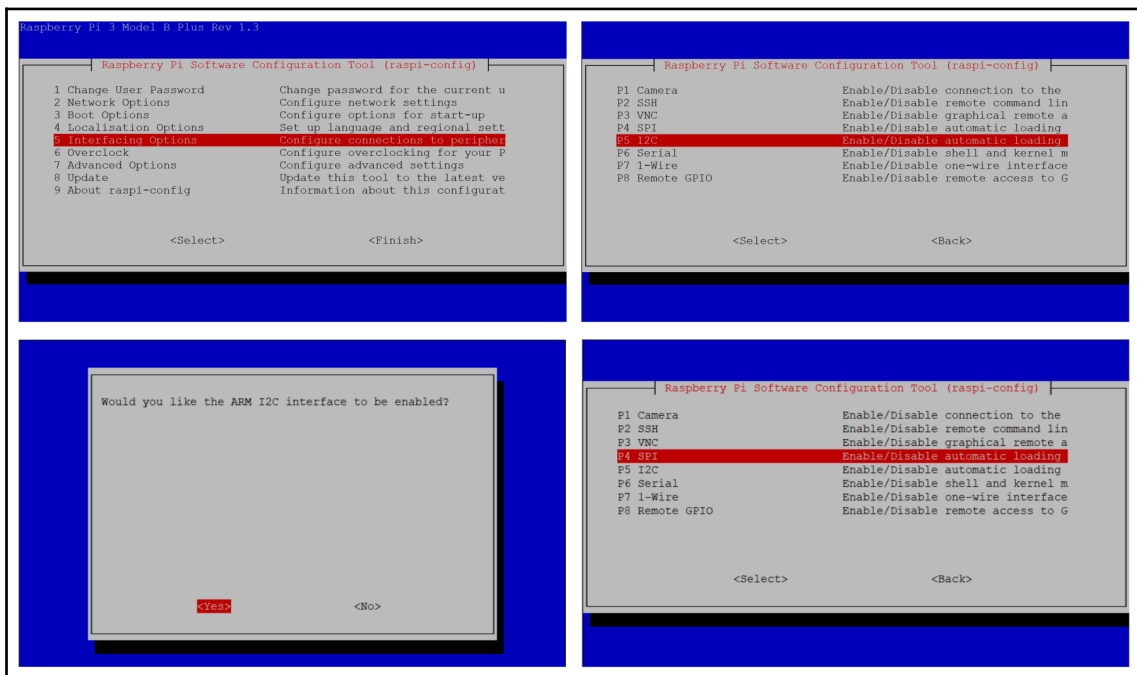 Raspberry Pi 3 Model B Plus Rev 1.3
Raspberry Pi Software Configuration Tool (raspi-config)
1 Change User Password Change password for the current u
2 Network Options Configure network settings
3 Boot Options Configure options for start-up
4 Localisation Options Set up language and regional sett
5 Interfacing Options Configure connections to peripher
6 Overclock Configure overclocking for your P
7 Advanced Options Configure advanced settings
8 Update Update this tool to the latest ve
9 About raspi-config Information about this configurat
<Select> <Finish>
Raspberry Pi Software Configuration Tool (raspi-config)
P1 Camera Enable/Disable connection to the
P2 SSH Enable/Disable remote command lin
P3 VNC Enable/Disable graphical remote a
P4 SPI Enable/Disable automatic loading
P5 I2C Enable/Disable automatic loading
P6 Serial Enable/Disable shell and kernel m
P7 1-Wire Enable/Disable one-wire interface
P8 Remote GPIO Enable/Disable remote access to G
<Select> <Back>
Would you like the ARM I2C interface to be enabled?
<Yes> <No>
Raspberry Pi Software Configuration Tool (raspi-config)
P1 Camera Enable/Disable connection to the
P2 SSH Enable/Disable remote command lin
P3 VNC Enable/Disable graphical remote a
P4 SPI Enable/Disable automatic loading
P5 I2C Enable/Disable automatic loading
P6 Serial Enable/Disable shell and kernel m
P7 1-Wire Enable/Disable one-wire interface
P8 Remote GPIO Enable/Disable remote access to G
<Select> <Back>